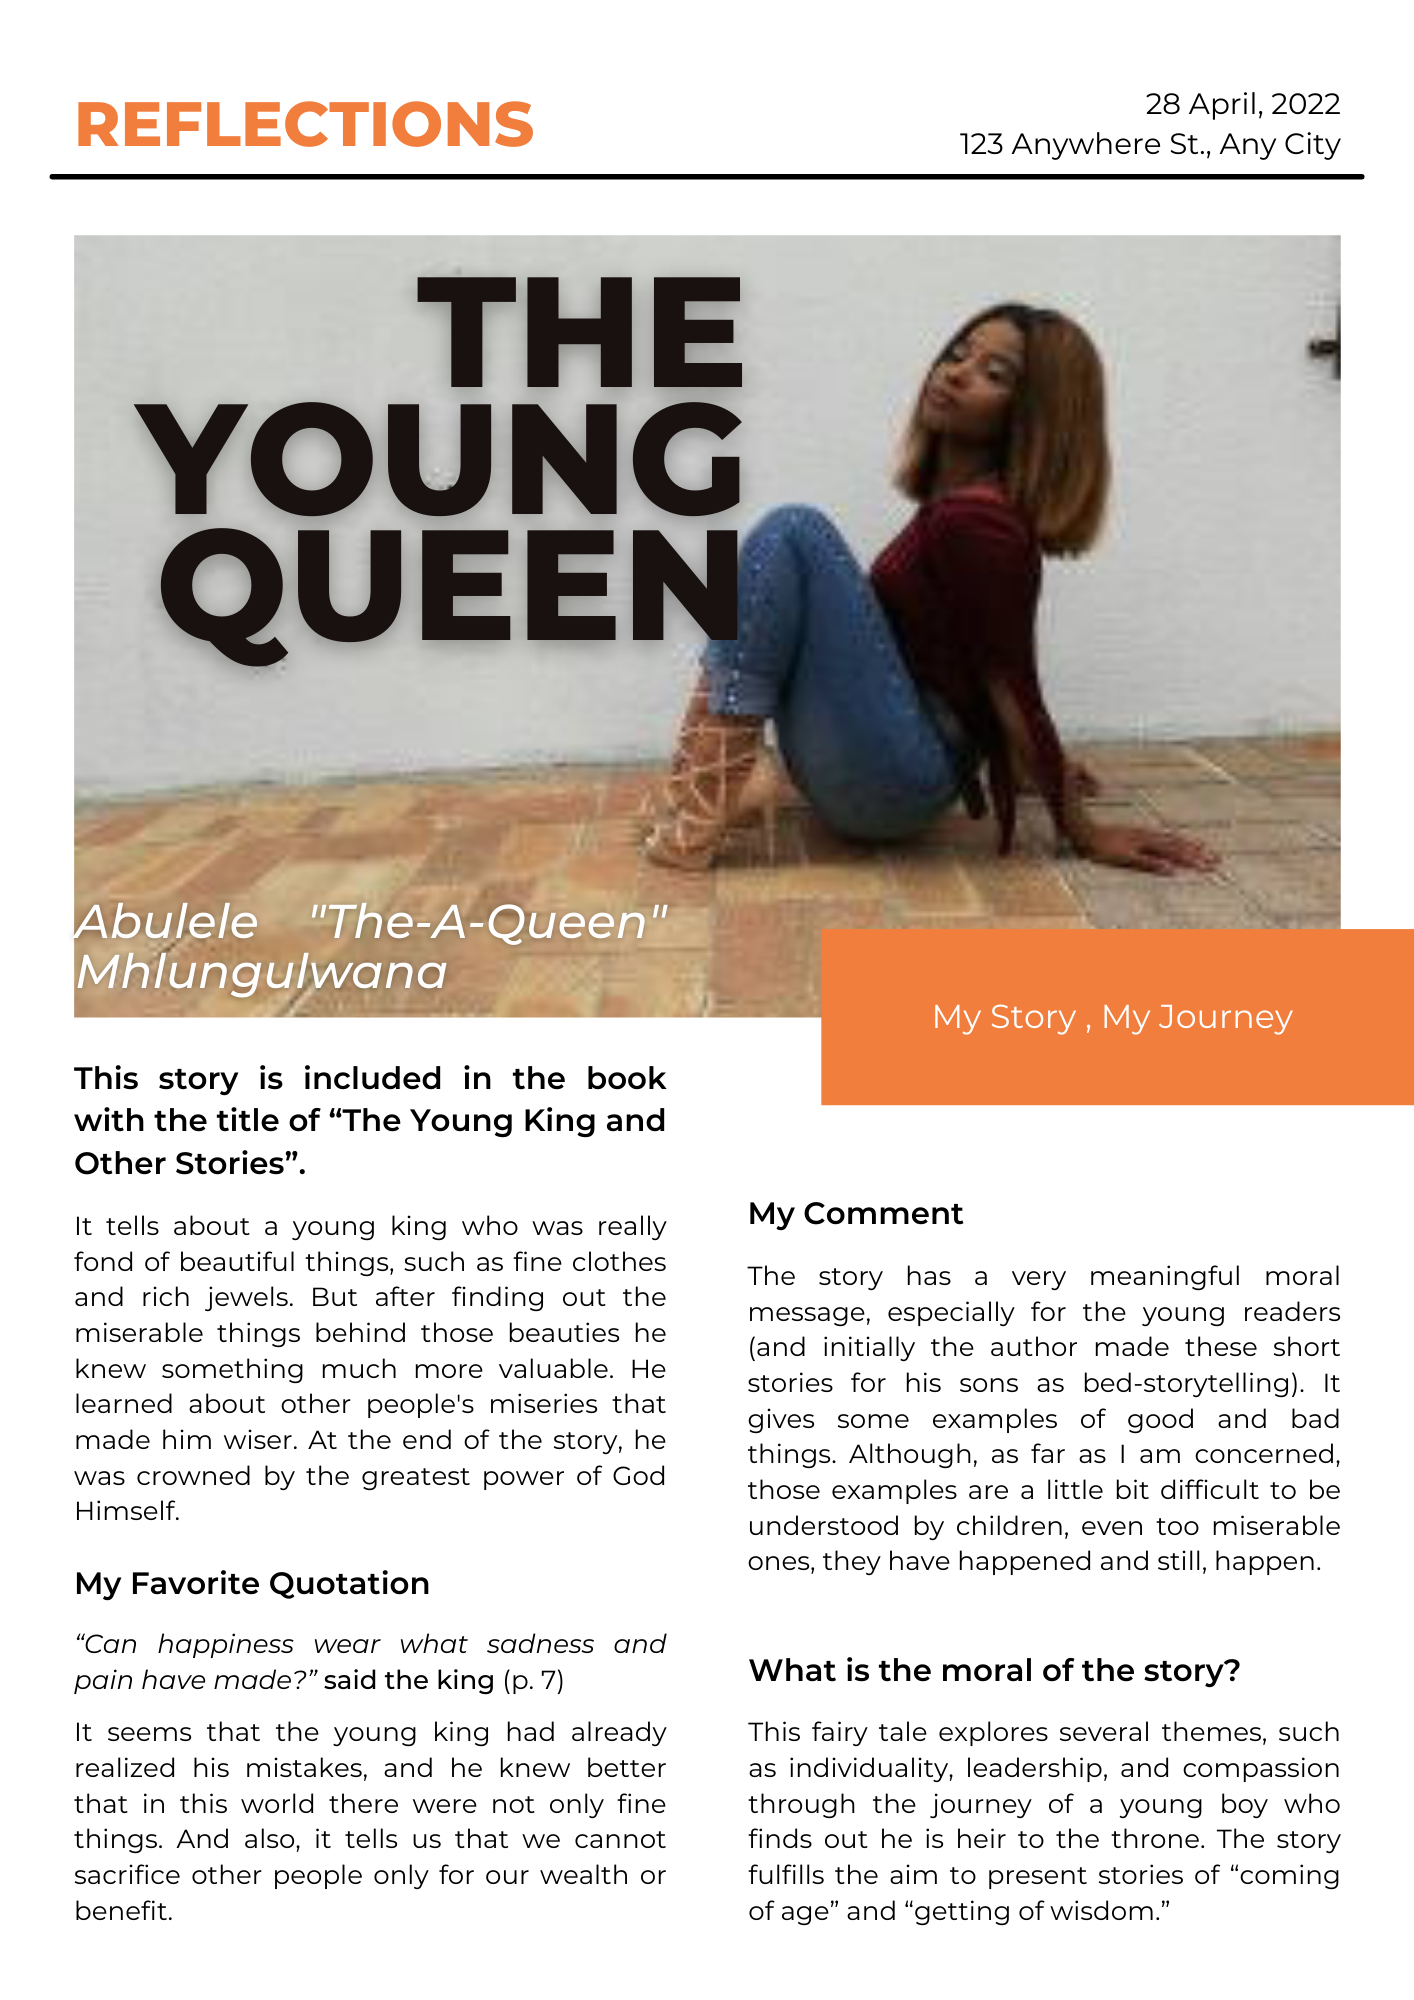 REFLECTIONS
28 April, 2022
123 Anywhere St., Any City
THE
YOUNG
QUEEN
Abulele "The-A-Queen"
Mhlungulwana
My Story , My Journey
This story is included in the book
with the title of “The Young King and
Other Stories”.
It tells about a young king who was really
fond of beautiful things, such as fine clothes
and rich jewels. But after finding out the
miserable things behind those beauties he
knew something much more valuable. He
learned about other people's miseries that
made him wiser. At the end of the story, he
was crowned by the greatest power of God
Himself.
My Favorite Quotation
“Can happiness wear what sadness and
pain have made?” said the king (p. 7)
It seems that the young king had already
realized his mistakes, and he knew better
that in this world there were not only fine
things. And also, it tells us that we cannot
sacrifice other people only for our wealth or
benefit.
My Comment
The story has a very meaningful moral
message, especially for the young readers
(and initially the author made these short
stories for his sons as bed-storytelling). It
gives some examples of good and bad
things. Although, as far as I am concerned,
those examples are a little bit difficult to be
understood by children, even too miserable
ones, they have happened and still, happen.
What is the moral of the story?
This fairy tale explores several themes, such
as individuality, leadership, and compassion
through the journey of a young boy who
finds out he is heir to the throne. The story
fulfills the aim to present stories of “coming
of age” and “getting of wisdom.”